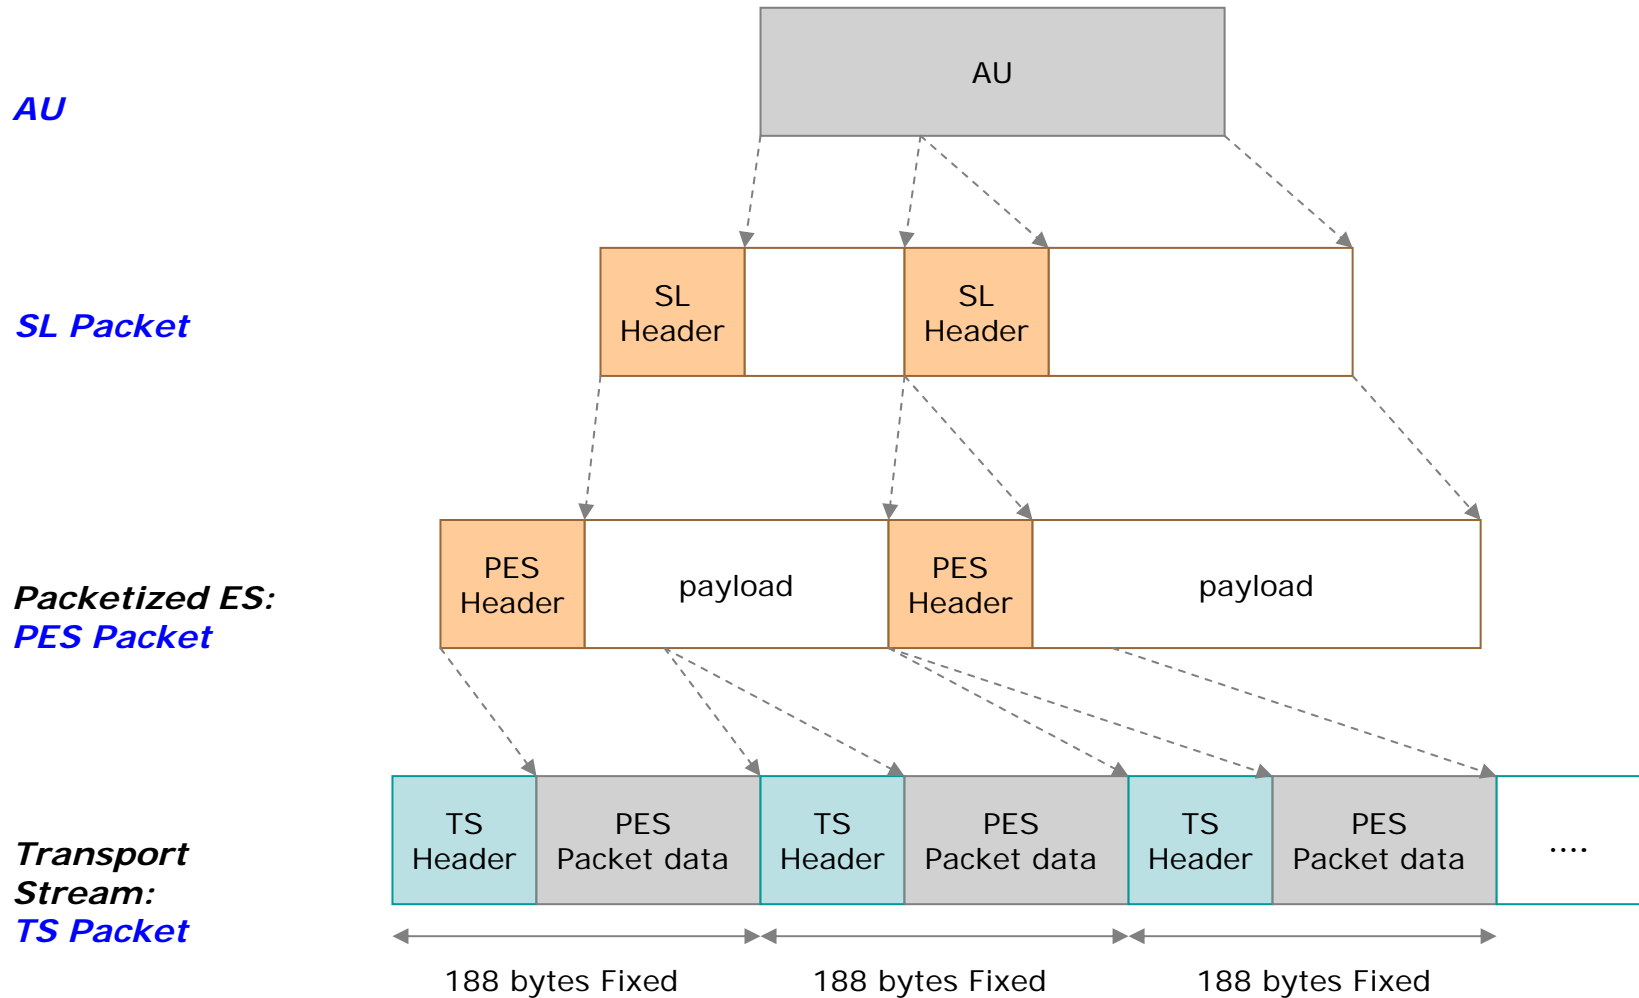 AU
AU
SL Packet
SL
Header
SL
Header
Packetized ES:
PES Packet
PES
Header
payload
PES
Header
payload
Transport
Stream:
TS Packet
TS
Header
PES
Packet data
TS
Header
PES
Packet data
TS
Header
PES
Packet data
....
188 bytes Fixed
188 bytes Fixed
188 bytes Fixed